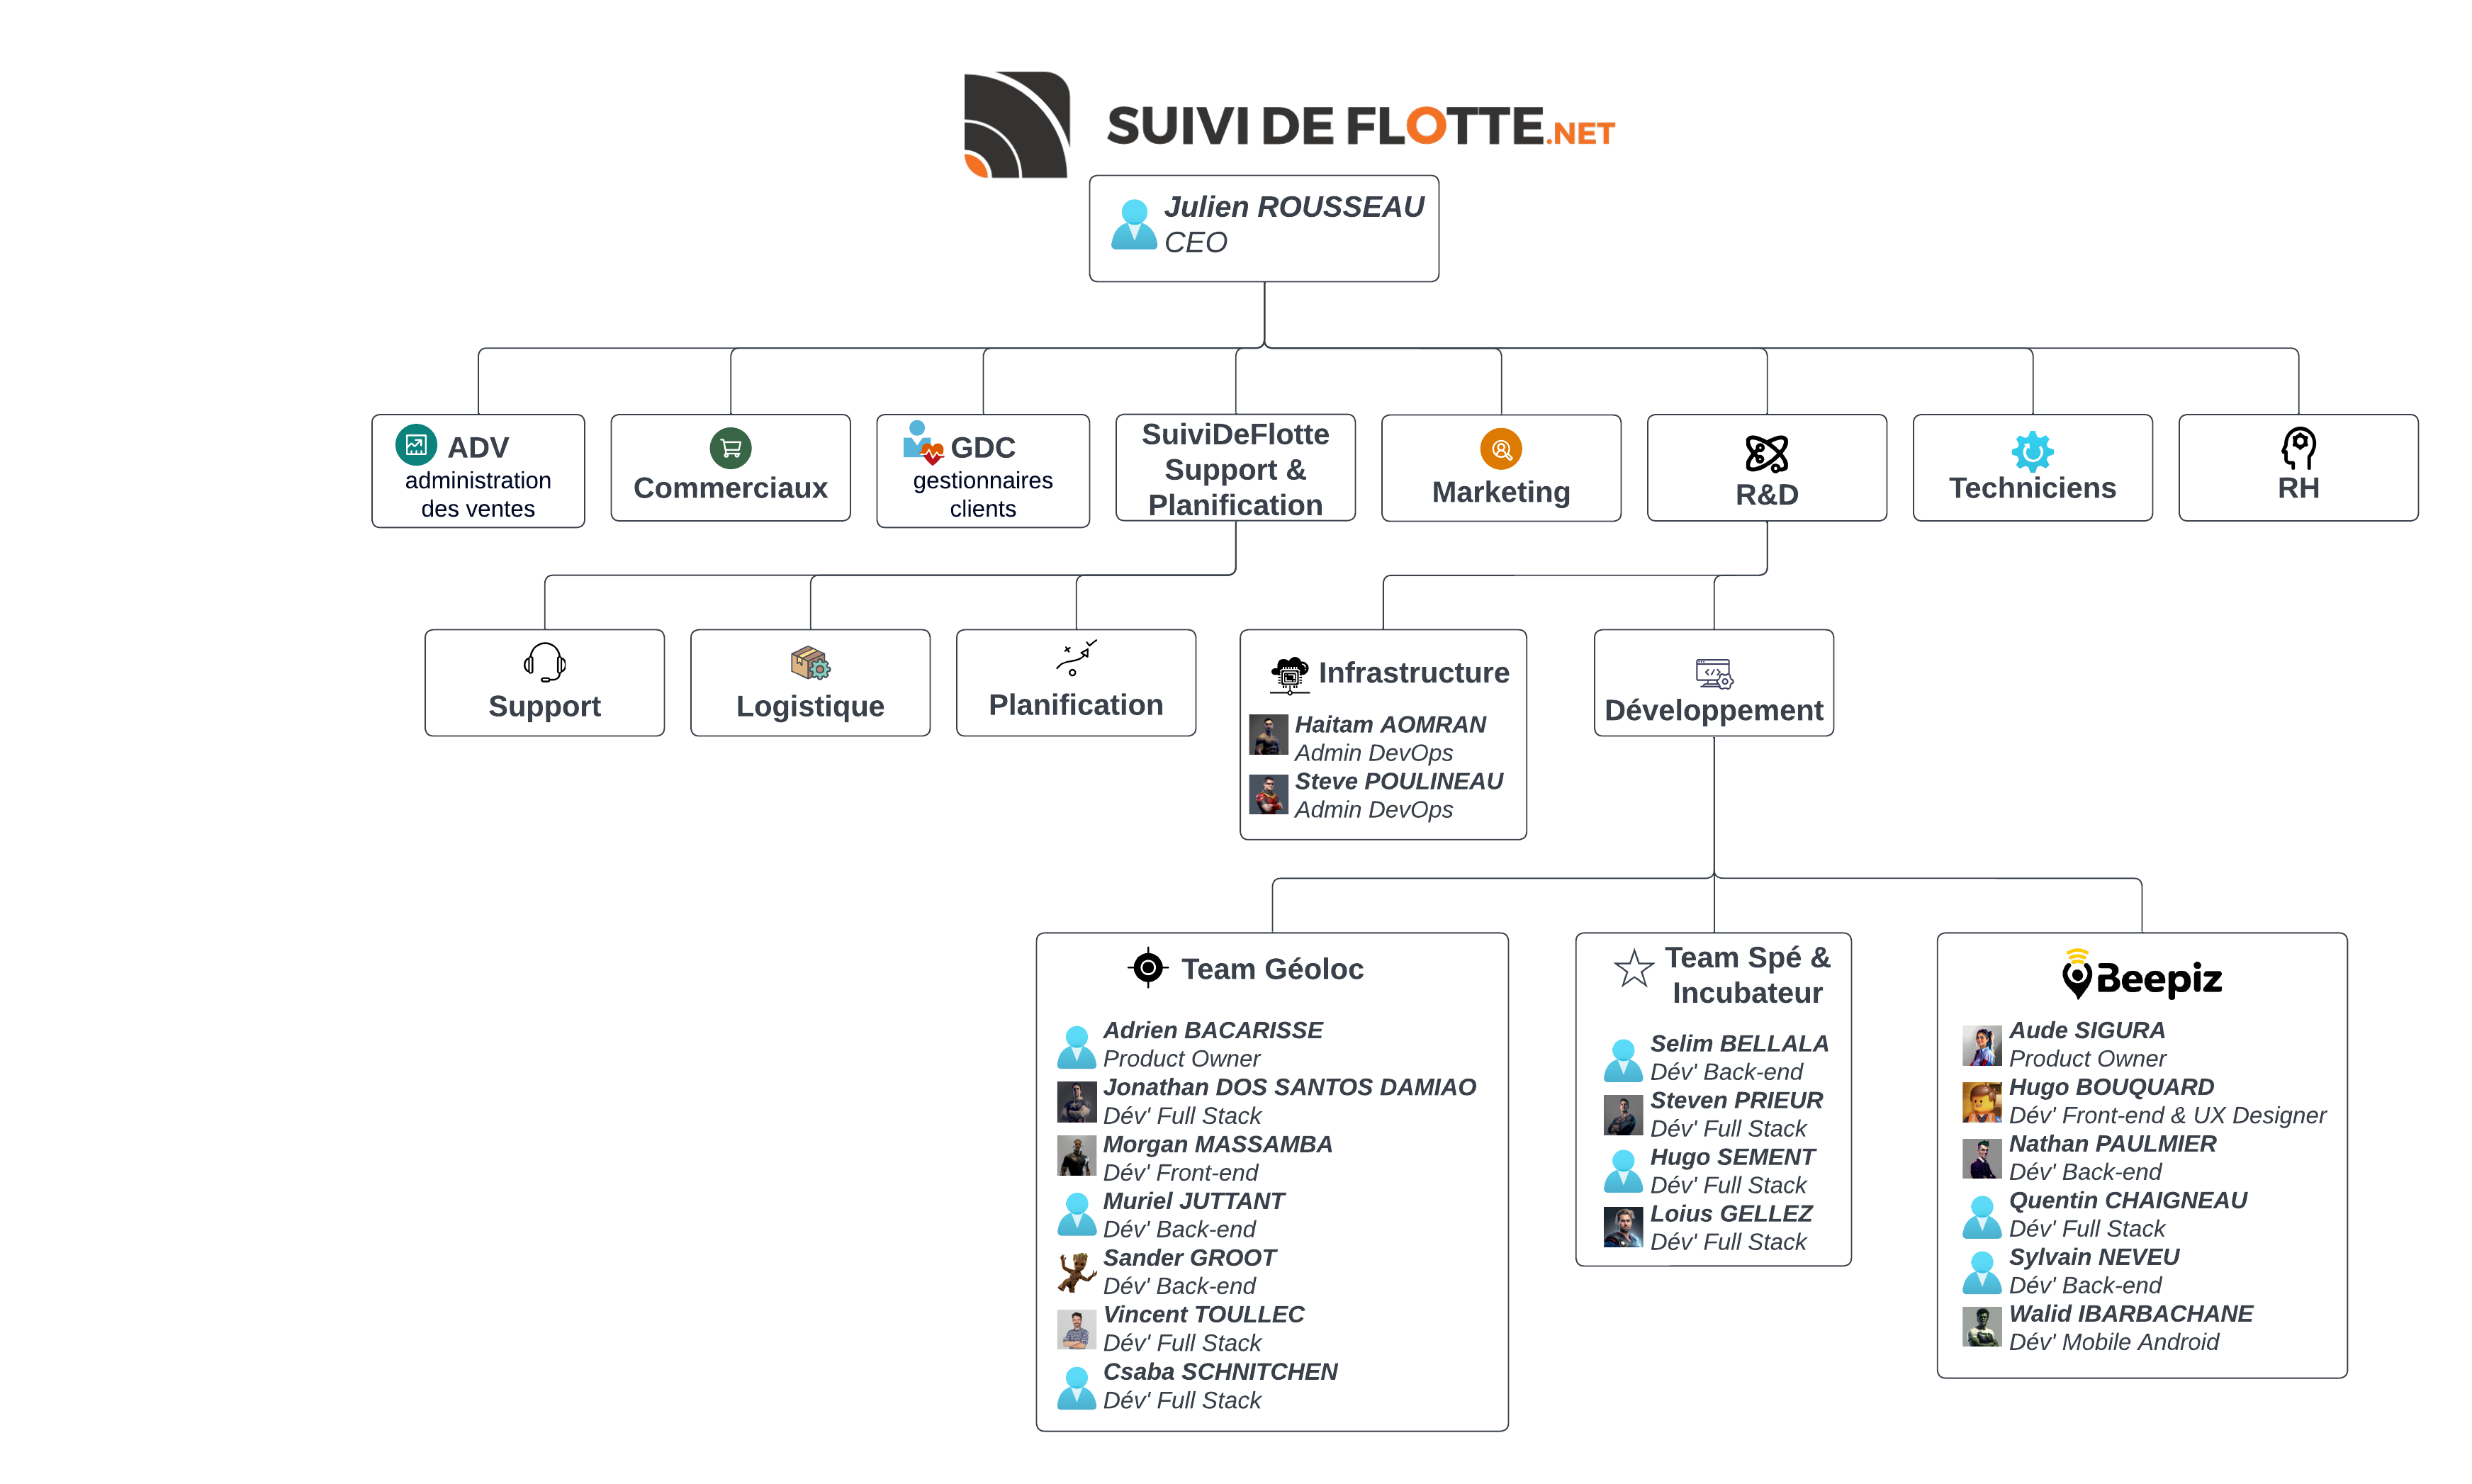 SUIVI DE FLOTTE.NET
Julien ROUSSEAU
CEO
ADV
administration
des ventes
Commerciaux
GDC
gestionnaires
clients
SuiviDeFlotte
Support &
Planification
Marketing
R&D
Techniciens
RH
Support
Logistique
Planification
Infrastructure
Haitam AOMRAN
Admin DevOps
Steve POULINEAU
Admin DevOps
Développement
Team Géoloc
Adrien BACARISSE
Product Owner
Jonathan DOS SANTOS DAMIAO
Dév' Full Stack
Morgan MASSAMBA
Dév' Front-end
Muriel JUTTANT
Dév' Back-end
Sander GROOT
Dév' Back-end
Vincent TOULLEC
Dév' Full Stack
Csaba SCHNITCHEN
Dév' Full Stack
Team Spé &
Incubateur
Selim BELLALA
Dév' Back-end
Steven PRIEUR
Dév' Full Stack
Hugo SEMENT
Dév' Full Stack
Loius GELLEZ
Dév' Full Stack
Beepiz
Aude SIGURA
Product Owner
Hugo BOUQUARD
Dév' Front-end & UX Designer
Nathan PAULMIER
Dév' Back-end
Quentin CHAIGNEAU
Dév' Full Stack
Sylvain NEVEU
Dév' Back-end
Walid IBARBACHANE
Dév' Mobile Android